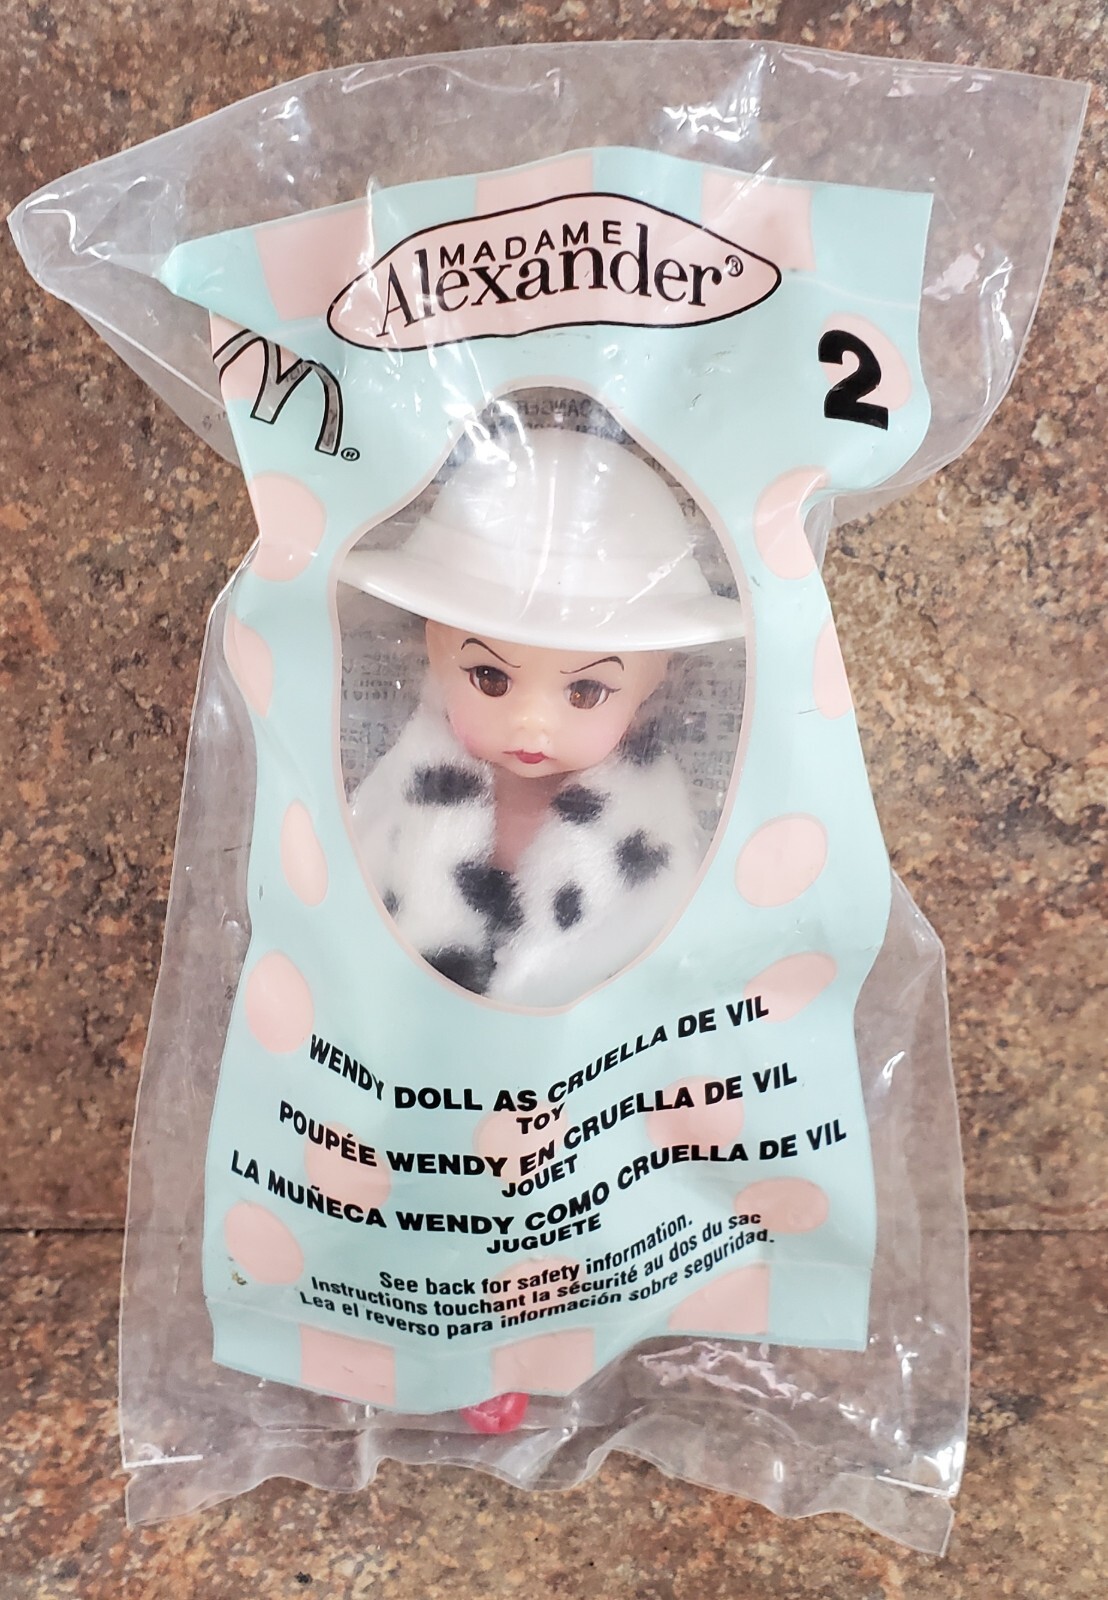 MADAME
Alexander®
2
M®
WENDY DOLL AS CRUELLA DE VIL
TOY
POUPÉE WENDY EN CRUELLA DE VIL
JOUET
LA MUÑECA WENDY COMO CRUELLA DE VIL
JUGUETE
See back for safety information.
Instructions touchant la sécurité au dos du sac
Lea el reverso para información sobre seguridad.